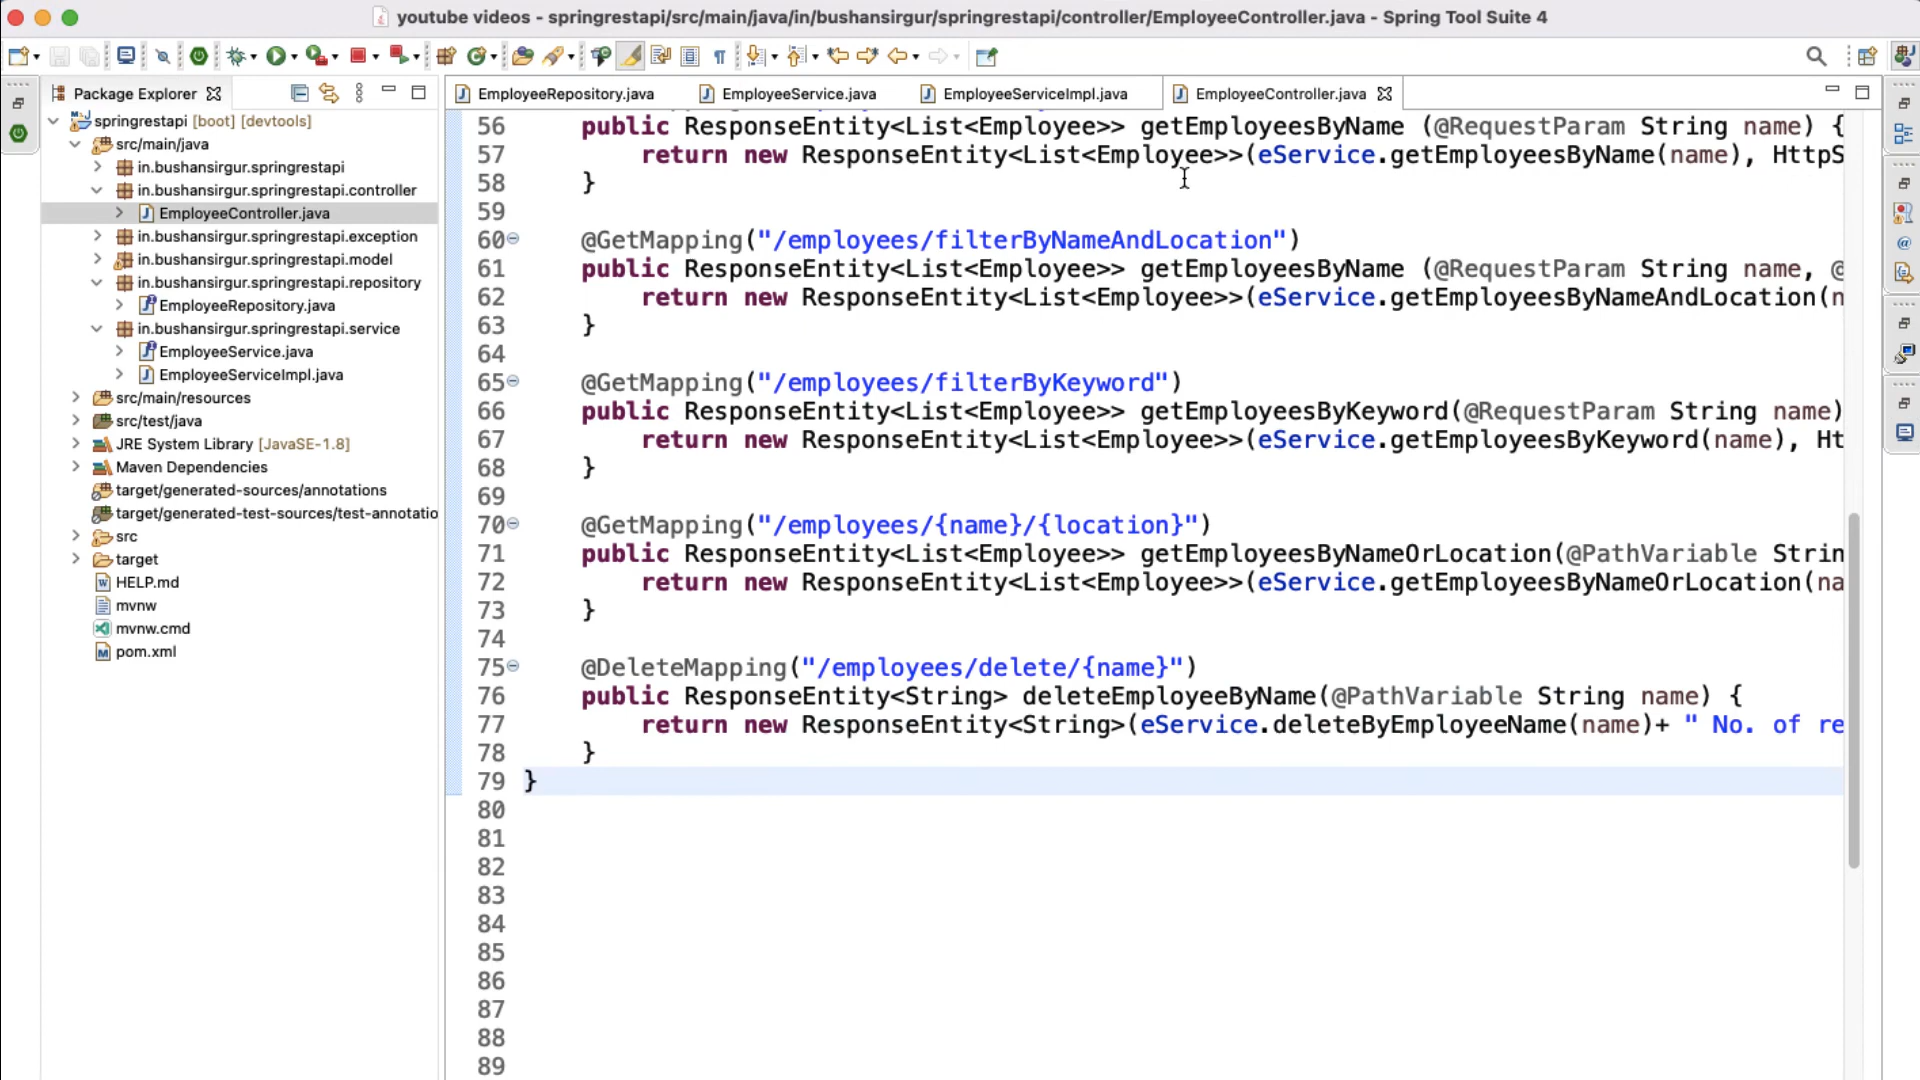 youtube videos - springrestapi/src/main/java/in/bushansirgur/springrestapi/controller/EmployeeController.java - Spring Tool Suite 4
Package Explorer
springrestapi [boot] [devtools]
src/main/java
in.bushansirgur.springrestapi
in.bushansirgur.springrestapi.controller
EmployeeController.java
in.bushansirgur.springrestapi.exception
in.bushansirgur.springrestapi.model
in.bushansirgur.springrestapi.repository
EmployeeRepository.java
in.bushansirgur.springrestapi.service
EmployeeService.java
EmployeeServiceImpl.java
src/main/resources
src/test/java
JRE System Library [JavaSE-1.8]
Maven Dependencies
target/generated-sources/annotations
target/generated-test-sources/test-annotatio
src
target
HELP.md
mvnw
mvnw.cmd
pom.xml
EmployeeRepository.java EmployeeService.java EmployeeServiceImpl.java EmployeeController.java
56 public ResponseEntity<List<Employee>> getEmployeesByName (@RequestParam String name) {
57 return new ResponseEntity<List<Employee>>(eService.getEmployeesByName(name), HttpS
58 }
59
60 @GetMapping("/employees/filterByNameAndLocation")
61 public ResponseEntity<List<Employee>> getEmployeesByName (@RequestParam String name, @
62 return new ResponseEntity<List<Employee>>(eService.getEmployeesByNameAndLocation(n
63 }
64
65 @GetMapping("/employees/filterByKeyword")
66 public ResponseEntity<List<Employee>> getEmployeesByKeyword(@RequestParam String name)
67 return new ResponseEntity<List<Employee>>(eService.getEmployeesByKeyword(name), Ht
68 }
69
70 @GetMapping("/employees/{name}/{location}")
71 public ResponseEntity<List<Employee>> getEmployeesByNameOrLocation(@PathVariable Strin
72 return new ResponseEntity<List<Employee>>(eService.getEmployeesByNameOrLocation(na
73 }
74
75 @DeleteMapping("/employees/delete/{name}")
76 public ResponseEntity<String> deleteEmployeeByName(@PathVariable String name) {
77 return new ResponseEntity<String>(eService.deleteByEmployeeName(name)+ " No. of re
78 }
79 }
80
81
82
83
84
85
86
87
88
89